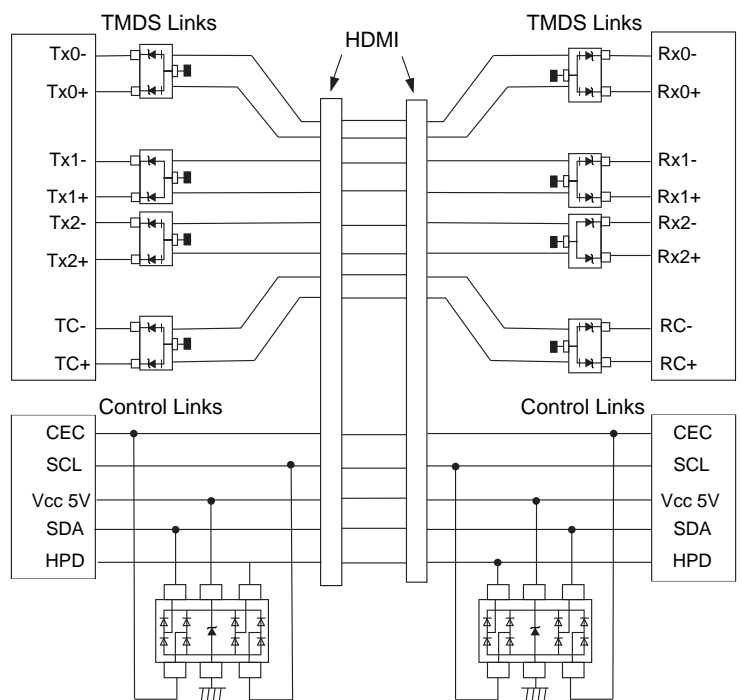 TMDS Links
TMDS Links
HDMI
Tx0-
Tx0+
Tx1-
Tx1+
Tx2-
Tx2+
TC-
TC+
Rx0-
Rx0+
Rx1-
Rx1+
Rx2-
Rx2+
RC-
RC+
Control Links
Control Links
CEC
SCL
Vcc 5V
SDA
HPD
CEC
SCL
Vcc 5V
SDA
HPD